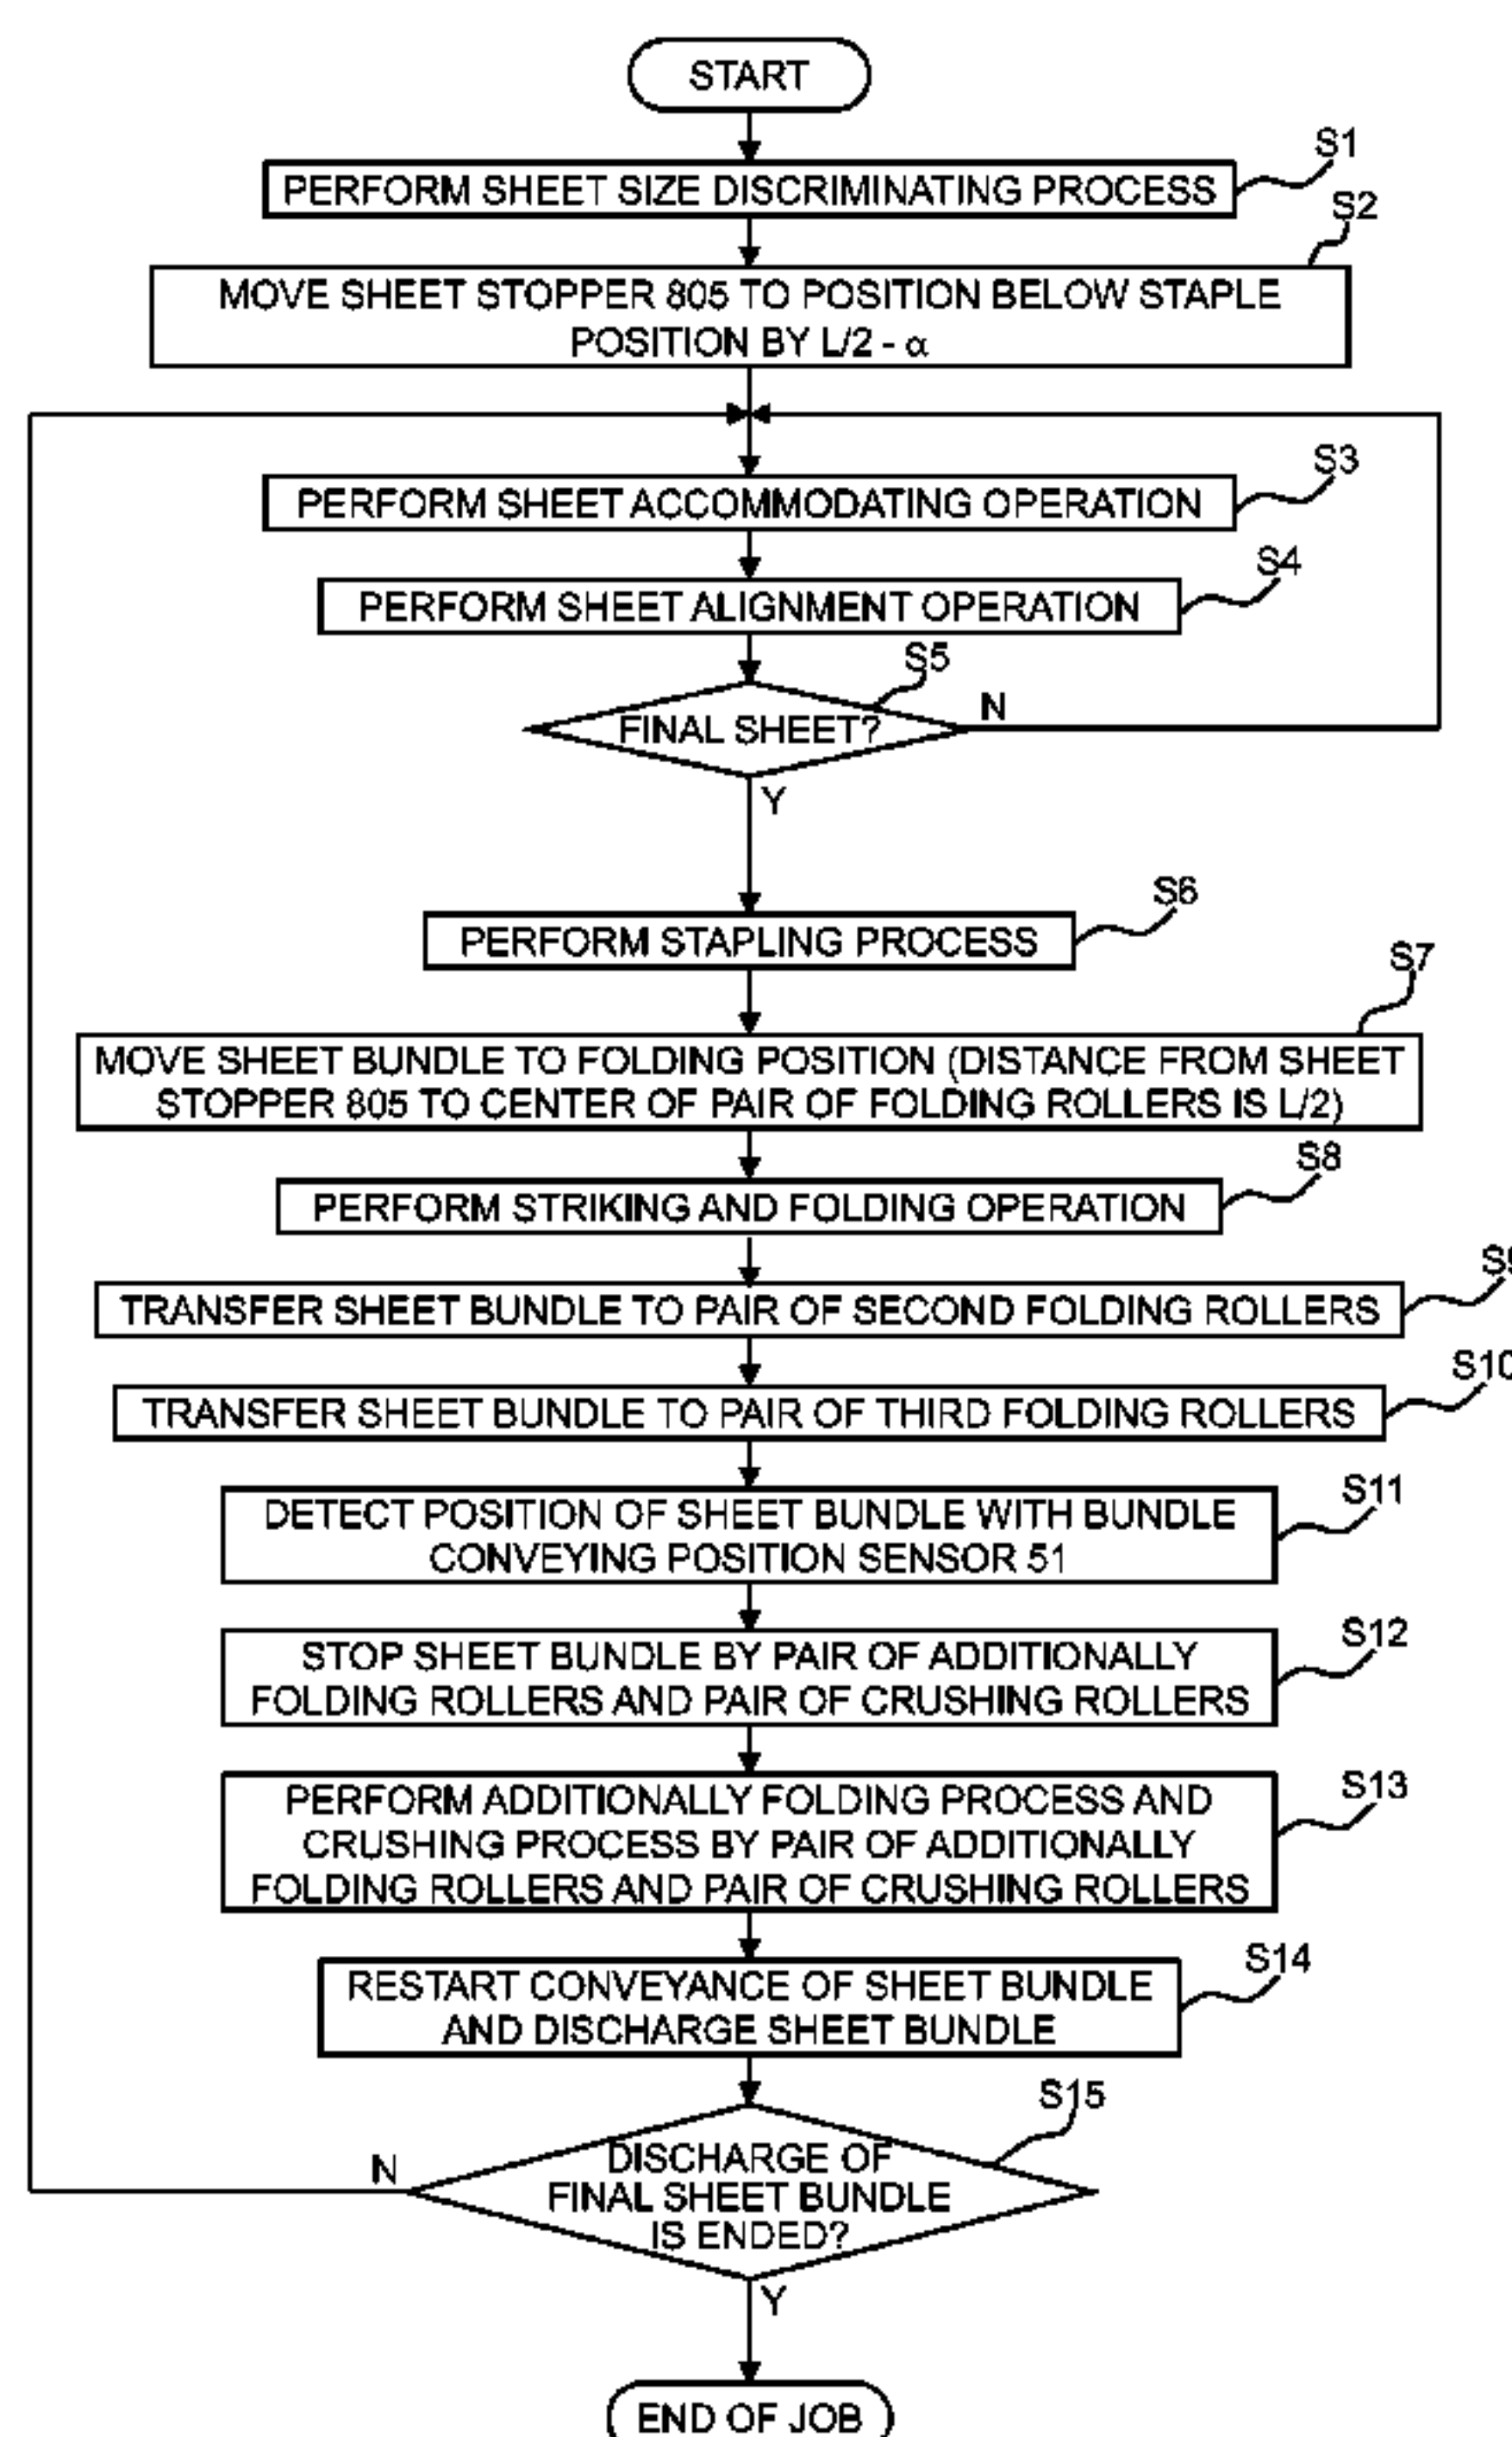 START
S1
PERFORM SHEET SIZE DISCRIMINATING PROCESS
S2
MOVE SHEET STOPPER 805 TO POSITION BELOW STAPLE
POSITION BY L/2 - α
S3
PERFORM SHEET ACCOMMODATING OPERATION
S4
PERFORM SHEET ALIGNMENT OPERATION
S5
FINAL SHEET?
N
Y
S6
PERFORM STAPLING PROCESS
S7
MOVE SHEET BUNDLE TO FOLDING POSITION (DISTANCE FROM SHEET
STOPPER 805 TO CENTER OF PAIR OF FOLDING ROLLERS IS L/2)
S8
PERFORM STRIKING AND FOLDING OPERATION
S9
TRANSFER SHEET BUNDLE TO PAIR OF SECOND FOLDING ROLLERS
S10
TRANSFER SHEET BUNDLE TO PAIR OF THIRD FOLDING ROLLERS
S11
DETECT POSITION OF SHEET BUNDLE WITH BUNDLE
CONVEYING POSITION SENSOR 51
S12
STOP SHEET BUNDLE BY PAIR OF ADDITIONALLY
FOLDING ROLLERS AND PAIR OF CRUSHING ROLLERS
S13
PERFORM ADDITIONALLY FOLDING PROCESS AND
CRUSHING PROCESS BY PAIR OF ADDITIONALLY
FOLDING ROLLERS AND PAIR OF CRUSHING ROLLERS
S14
RESTART CONVEYANCE OF SHEET BUNDLE
AND DISCHARGE SHEET BUNDLE
S15
N
DISCHARGE OF
FINAL SHEET BUNDLE
IS ENDED?
Y
END OF JOB